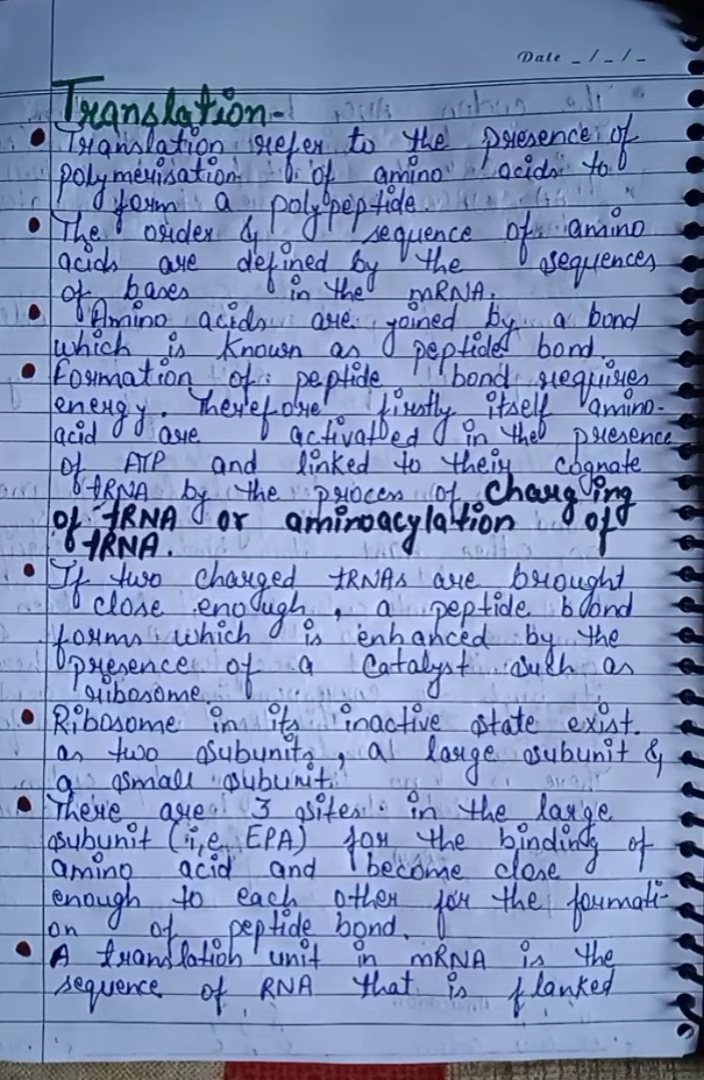 Date _/_/_
Translation-
Translation refer to the presence of
polymerisation of amino acids to
form a polypeptide.
The order & sequence of amino
acids are defined by the sequences
of bases in the mRNA.
Amino acids are joined by a bond
which is known as peptide bond.
Formation of peptide bond requires
energy. Therefore firstly itself amino-
acid are activated in the presence
of ATP and linked to their cognate
tRNA by the process of charging
of tRNA or aminoacylation of
tRNA.
If two charged tRNAs are brought
close enough, a peptide bond
forms which is enhanced by the
presence of a catalyst such as
ribosome.
Ribosome in its inactive state exist.
as two subunits, a large subunit &
a small subunit.
There are 3 sites in the large
subunit (i,e EPA) for the binding of
amino acid and become close
enough to each other for the formati-
on of peptide bond.
A translation unit in mRNA is the
sequence of RNA that is flanked